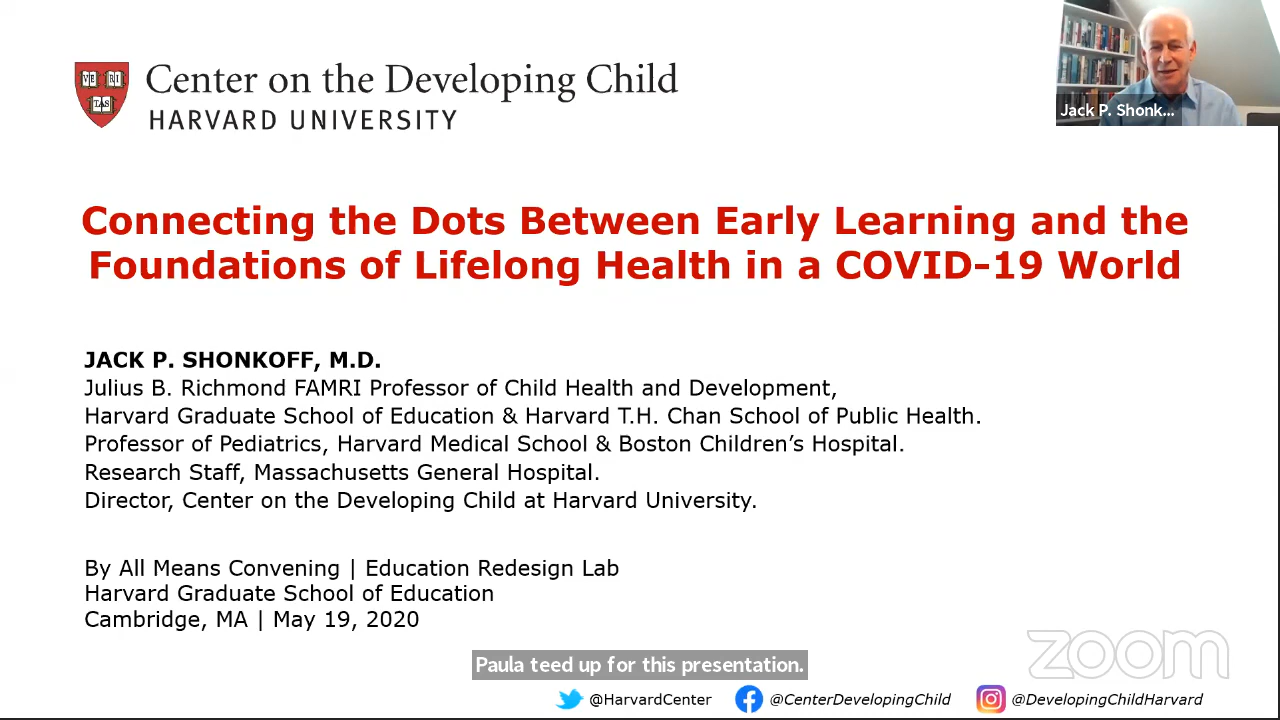 VE RI
TAS
Center on the Developing Child
HARVARD UNIVERSITY
Jack P. Shonk...
Connecting the Dots Between Early Learning and the
Foundations of Lifelong Health in a COVID-19 World
JACK P. SHONKOFF, M.D.
Julius B. Richmond FAMRI Professor of Child Health and Development,
Harvard Graduate School of Education & Harvard T.H. Chan School of Public Health.
Professor of Pediatrics, Harvard Medical School & Boston Children’s Hospital.
Research Staff, Massachusetts General Hospital.
Director, Center on the Developing Child at Harvard University.
By All Means Convening | Education Redesign Lab
Harvard Graduate School of Education
Cambridge, MA | May 19, 2020
zoom
Paula teed up for this presentation.
@HarvardCenter @CenterDevelopingChild @DevelopingChildHarvard